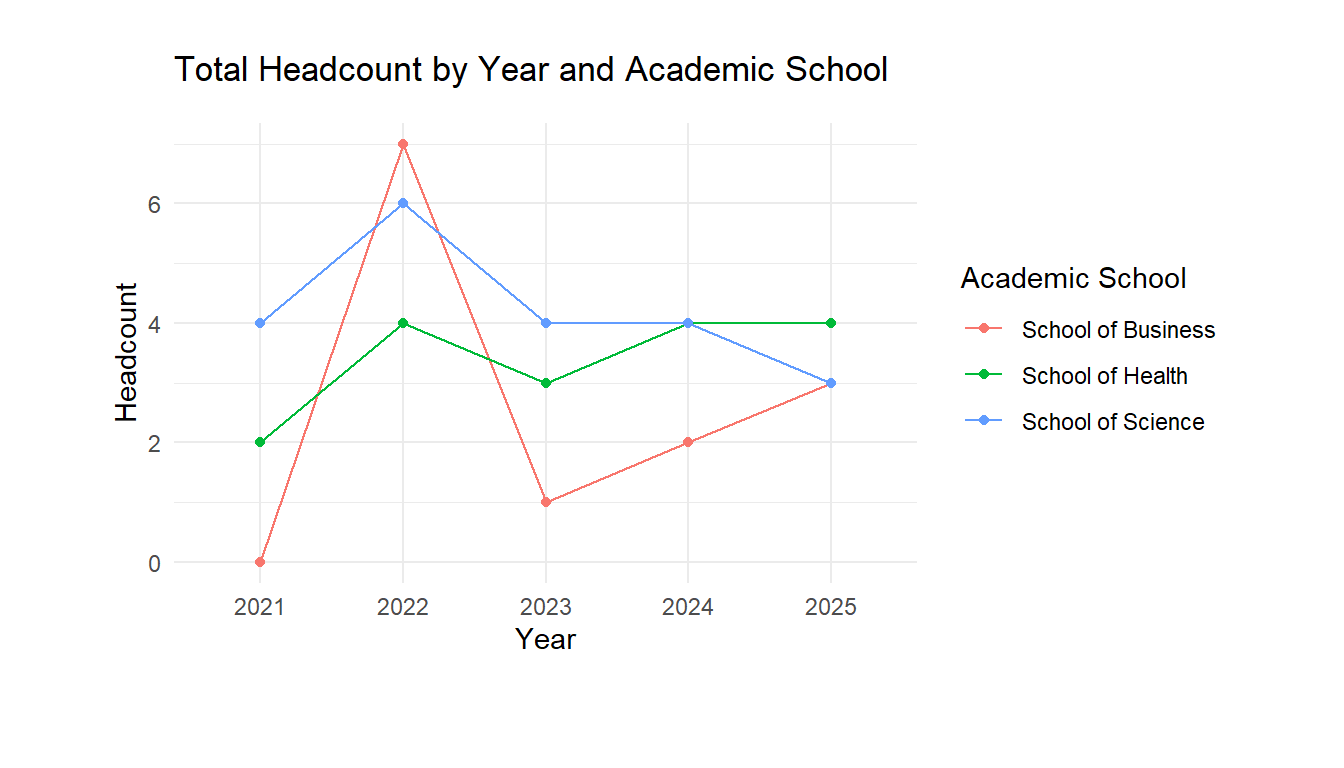 Total Headcount by Year and Academic School
Headcount
6
4
2
0
2021 2022 2023 2024 2025
Year
Academic School
School of Business
School of Health
School of Science